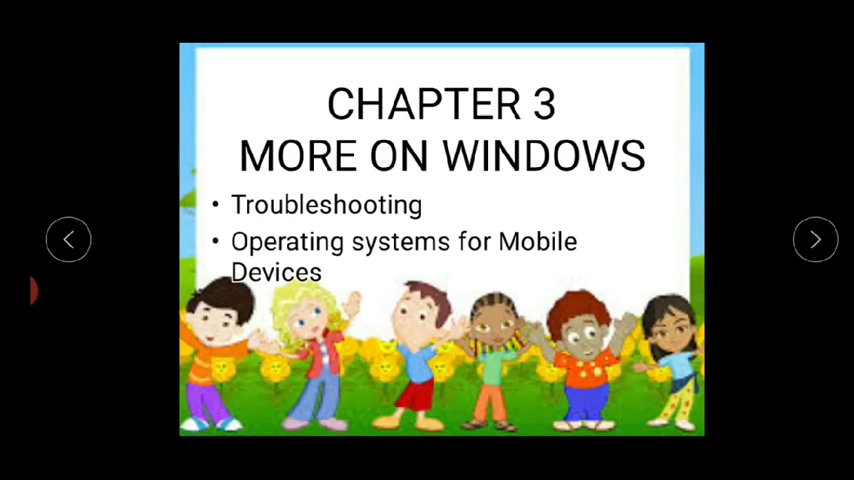 CHAPTER 3
MORE ON WINDOWS
• Troubleshooting
• Operating systems for Mobile
Devices